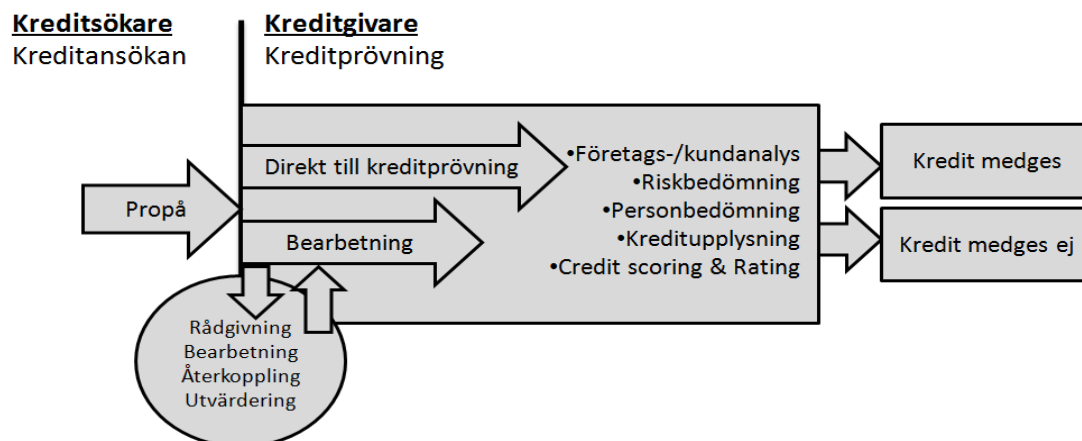 Kreditsökare
Kreditansökan
Kreditgivare
Kreditprövning
Propå
Direkt till kreditprövning
Bearbetning
•Företags-/kundanalys
•Riskbedömning
•Personbedömning
•Kreditupplysning
•Credit scoring & Rating
Kredit medges
Kredit medges ej
Rådgivning
Bearbetning
Återkoppling
Utvärdering